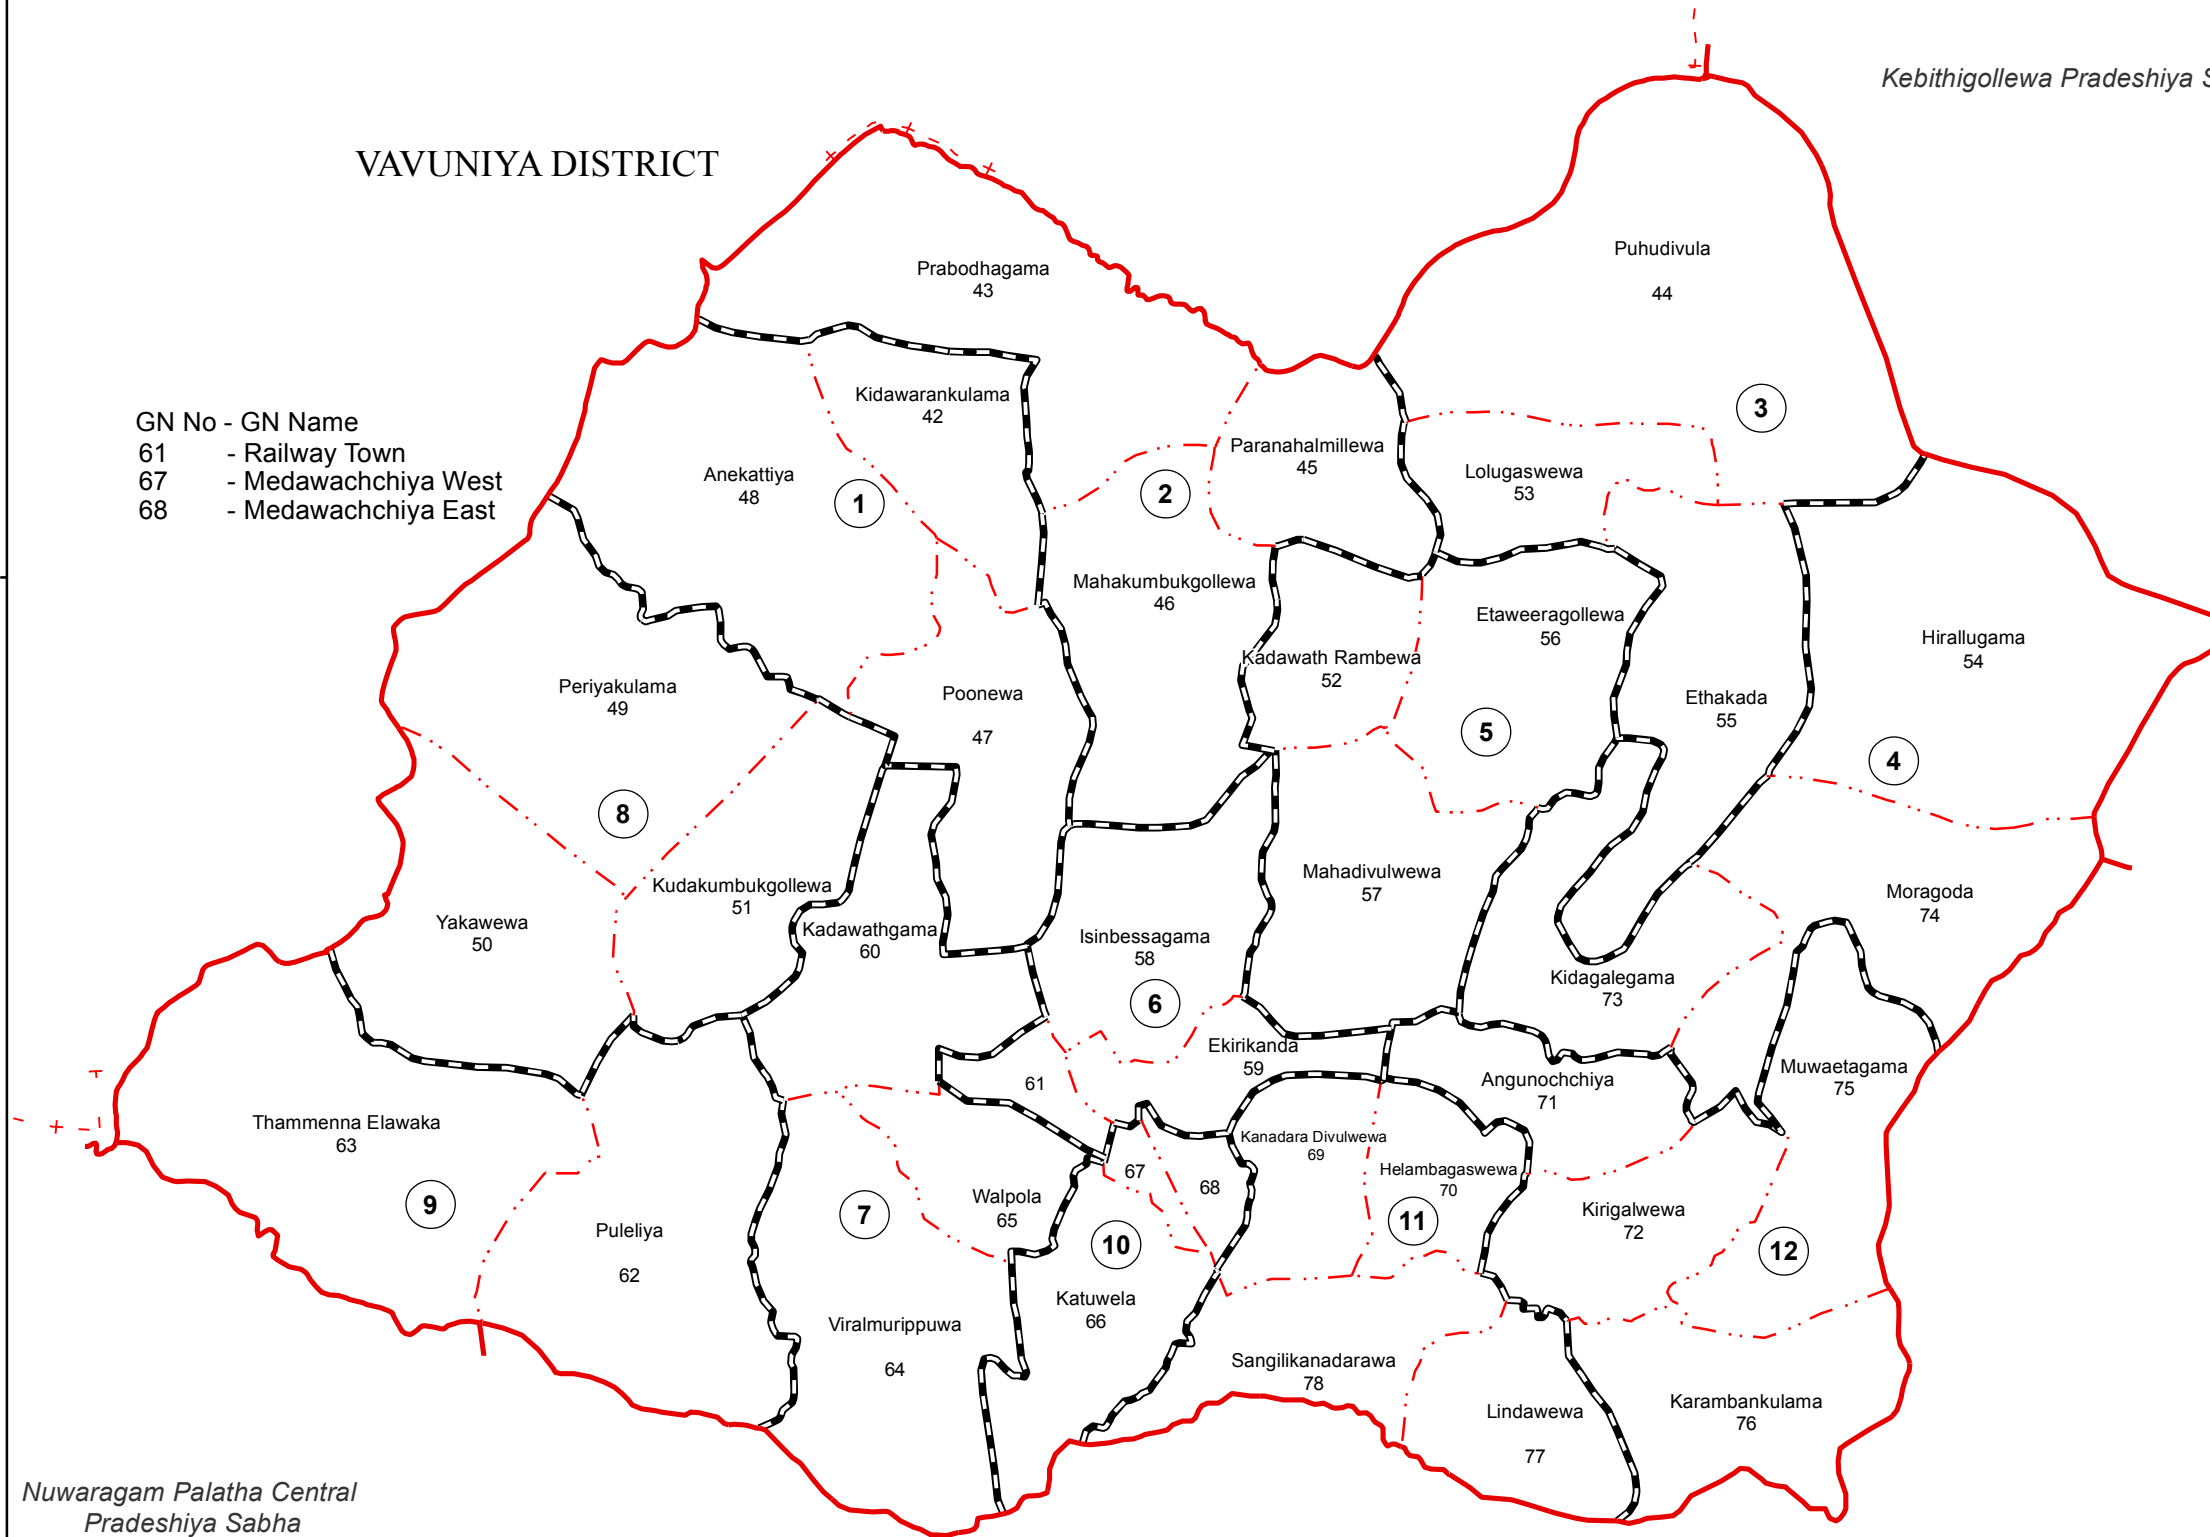 Kebithigollewa Pradeshiya S
VAVUNIYA DISTRICT
Puhudivula
44
Prabodhagama
43
Kidawarankulama
42
3
GN No - GN Name
61 - Railway Town
67 - Medawachchiya West
68 - Medawachchiya East
Paranahalmillewa
45
Lolugaswewa
53
Anekattiya
48
1
2
Mahakumbukgollewa
46
Etaweeragollewa
56
Hirallugama
54
Kadawath Rambewa
52
Periyakulama
49
Poonewa
47
Ethakada
55
5
4
8
Mahadivulwewa
57
Kudakumbukgollewa
51
Moragoda
74
Yakawewa
50
Kadawathgama
60
Isinbessagama
58
Kidagalegama
73
6
Ekirikanda
59
61
Angunochchiya
71
Muwaetagama
75
Thammenna Elawaka
63
Kanadara Divulwewa
69
Helambagaswewa
70
67
68
Walpola
65
Kirigalwewa
72
9
7
10
11
12
Puleliya
62
Katuwela
66
Viralmurippuwa
64
Sangilikanadarawa
78
Lindawewa
77
Karambankulama
76
Nuwaragam Palatha Central
Pradeshiya Sabha